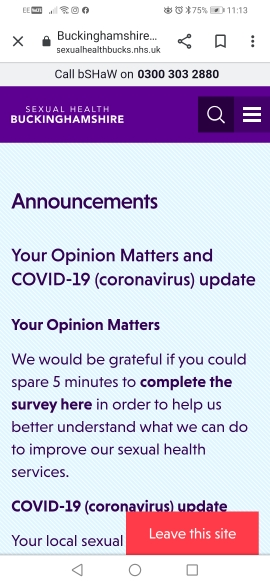 75% 11:13
Buckinghamshire...
sexualhealthbucks.nhs.uk
Call bSHaW on 0300 303 2880
SEXUAL HEALTH
BUCKINGHAMSHIRE
Announcements
Your Opinion Matters and
COVID-19 (coronavirus) update
Your Opinion Matters
We would be grateful if you could
spare 5 minutes to complete the
survey here in order to help us
better understand what we can do
to improve our sexual health
services.
COVID-19 (coronavirus) update
Leave this site
Your local sexual